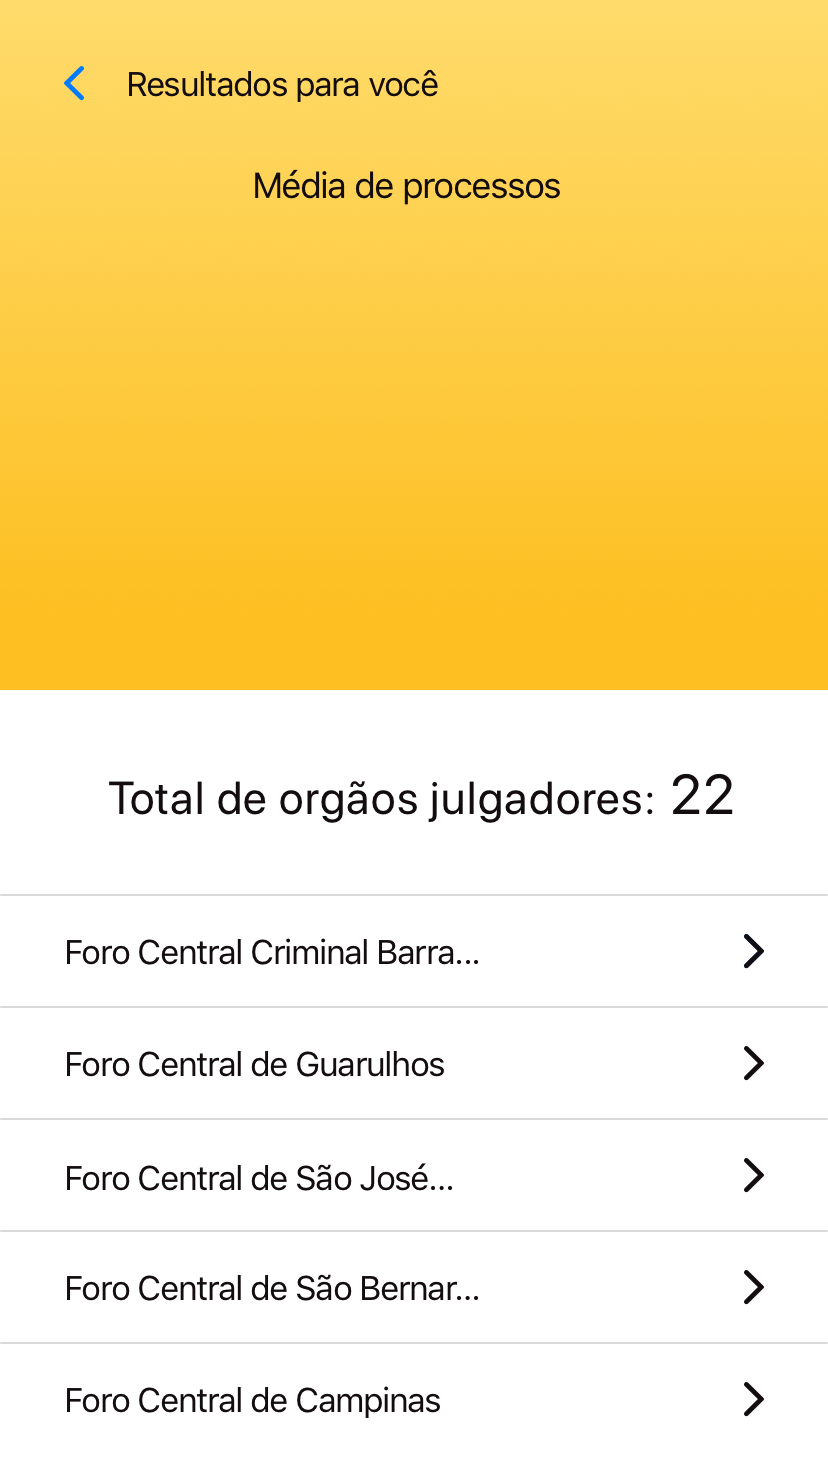 Resultados para você
Média de processos
Total de orgãos julgadores: 22
Foro Central Criminal Barra...
Foro Central de Guarulhos
Foro Central de São José...
Foro Central de São Bernar...
Foro Central de Campinas